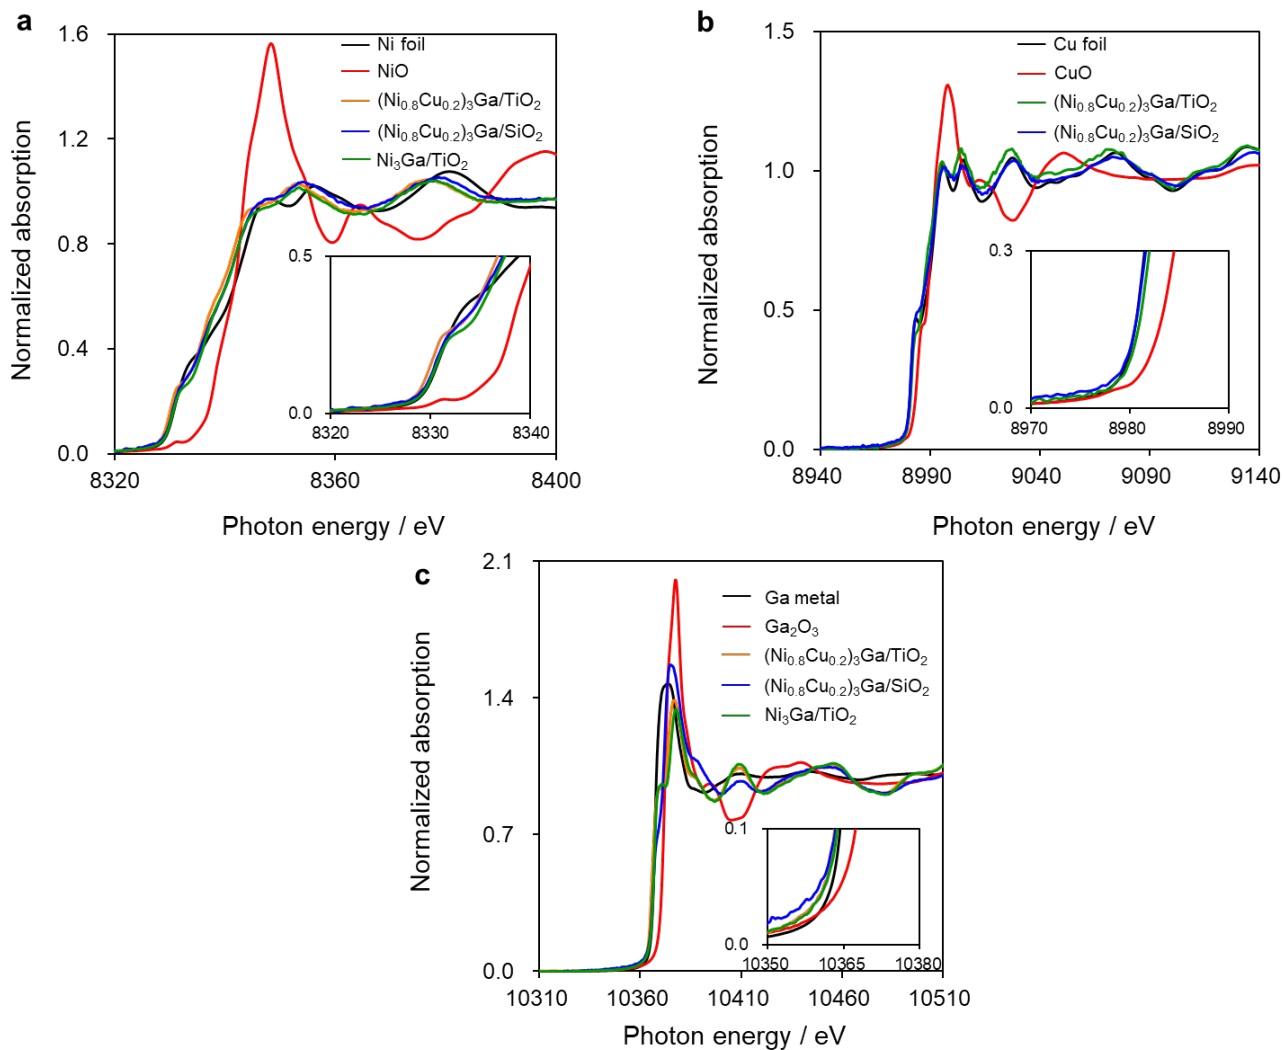 a
1.6
1.2
0.8
0.4
0.0
Normalized absorption
Ni foil
NiO
(Ni0.8Cu0.2)3Ga/TiO2
(Ni0.8Cu0.2)3Ga/SiO2
Ni3Ga/TiO2
0.5
0.0
8320 8330 8340
8320 8360 8400
Photon energy / eV
b
1.5
1.0
0.5
0.0
Normalized absorption
Cu foil
CuO
(Ni0.8Cu0.2)3Ga/TiO2
(Ni0.8Cu0.2)3Ga/SiO2
0.3
0.0
8970 8980 8990
8940 8990 9040 9090 9140
Photon energy / eV
c
2.1
1.4
0.7
0.0
Normalized absorption
Ga metal
Ga2O3
(Ni0.8Cu0.2)3Ga/TiO2
(Ni0.8Cu0.2)3Ga/SiO2
Ni3Ga/TiO2
0.1
0.0
10350 10365 10380
10310 10360 10410 10460 10510
Photon energy / eV